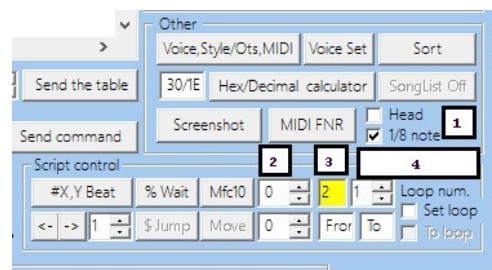 Other
Voice,Style/Ots,MIDI Voice Set Sort
Send the table 30/1E Hex/Decimal calculator SongList Off
Send command Screenshot MIDI FNR Head 1
1/8 note
Script control 2 3 4
#X,Y Beat % Wait Mfc10 0 2 1 Loop num.
Set loop
<- -> 1 $Jump Move 0 Fror To To loop